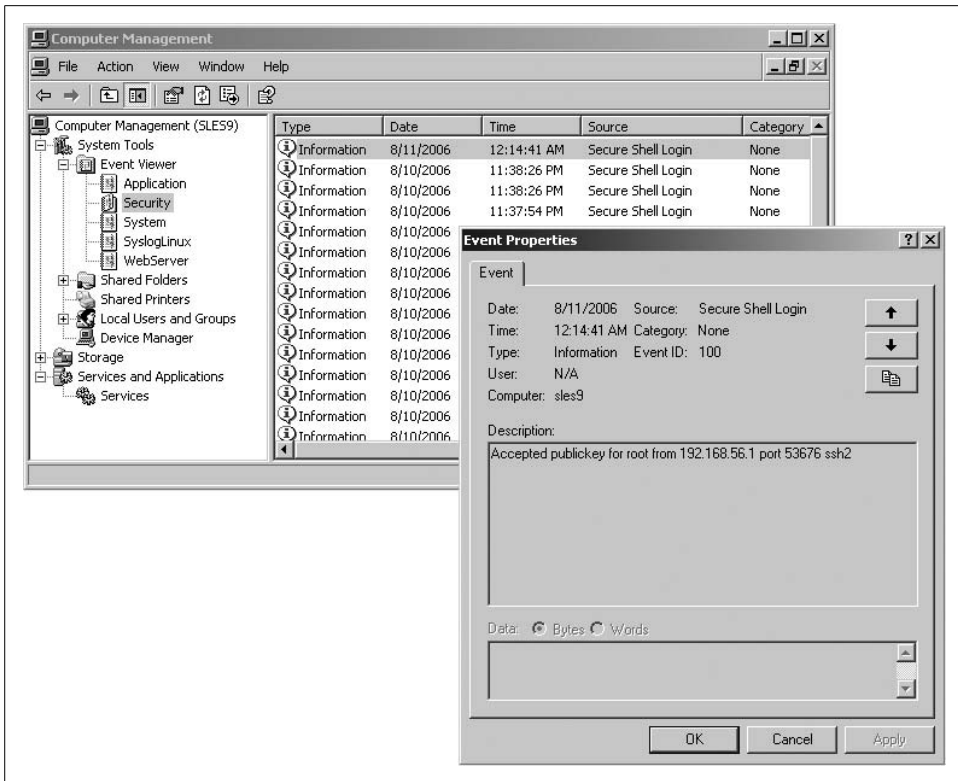 Computer Management
File Action View Window Help
Computer Management (SLES9)
System Tools
Event Viewer
Application
Security
System
SyslogLinux
WebServer
Shared Folders
Shared Printers
Local Users and Groups
Device Manager
Storage
Services and Applications
Services
Type Date Time Source Category
Information 8/11/2006 12:14:41 AM Secure Shell Login None
Information 8/10/2006 11:38:26 PM Secure Shell Login None
Information 8/10/2006 11:38:26 PM Secure Shell Login None
Information 8/10/2006 11:37:54 PM Secure Shell Login None
Information 8/10/2006
Information 8/10/2006
Information 8/10/2006
Information 8/10/2006
Information 8/10/2006
Information 8/10/2006
Information 8/10/2006
Information 8/10/2006
Information 8/10/2006
Information 8/10/2006
Information 8/10/2006
Event Properties
Event
Date: 8/11/2006 Source: Secure Shell Login
Time: 12:14:41 AM Category: None
Type: Information Event ID: 100
User: N/A
Computer: sles9
Description:
Accepted publickey for root from 192.168.56.1 port 53676 ssh2
Data: Bytes Words
OK Cancel Apply